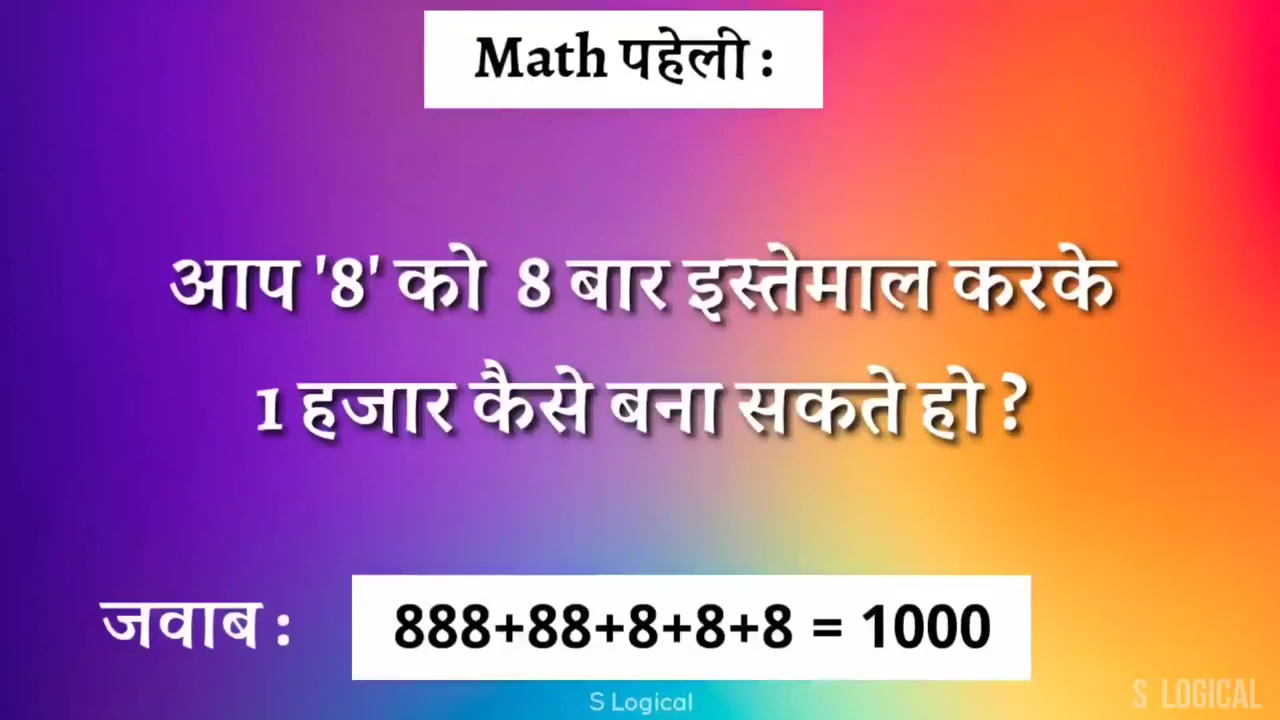 Math पहेली :
आप '8' को 8 बार इस्तेमाल करके
1 हजार कैसे बना सकते हो ?
जवाब : 888+88+8+8+8 = 1000
S Logical
S LOGICAL